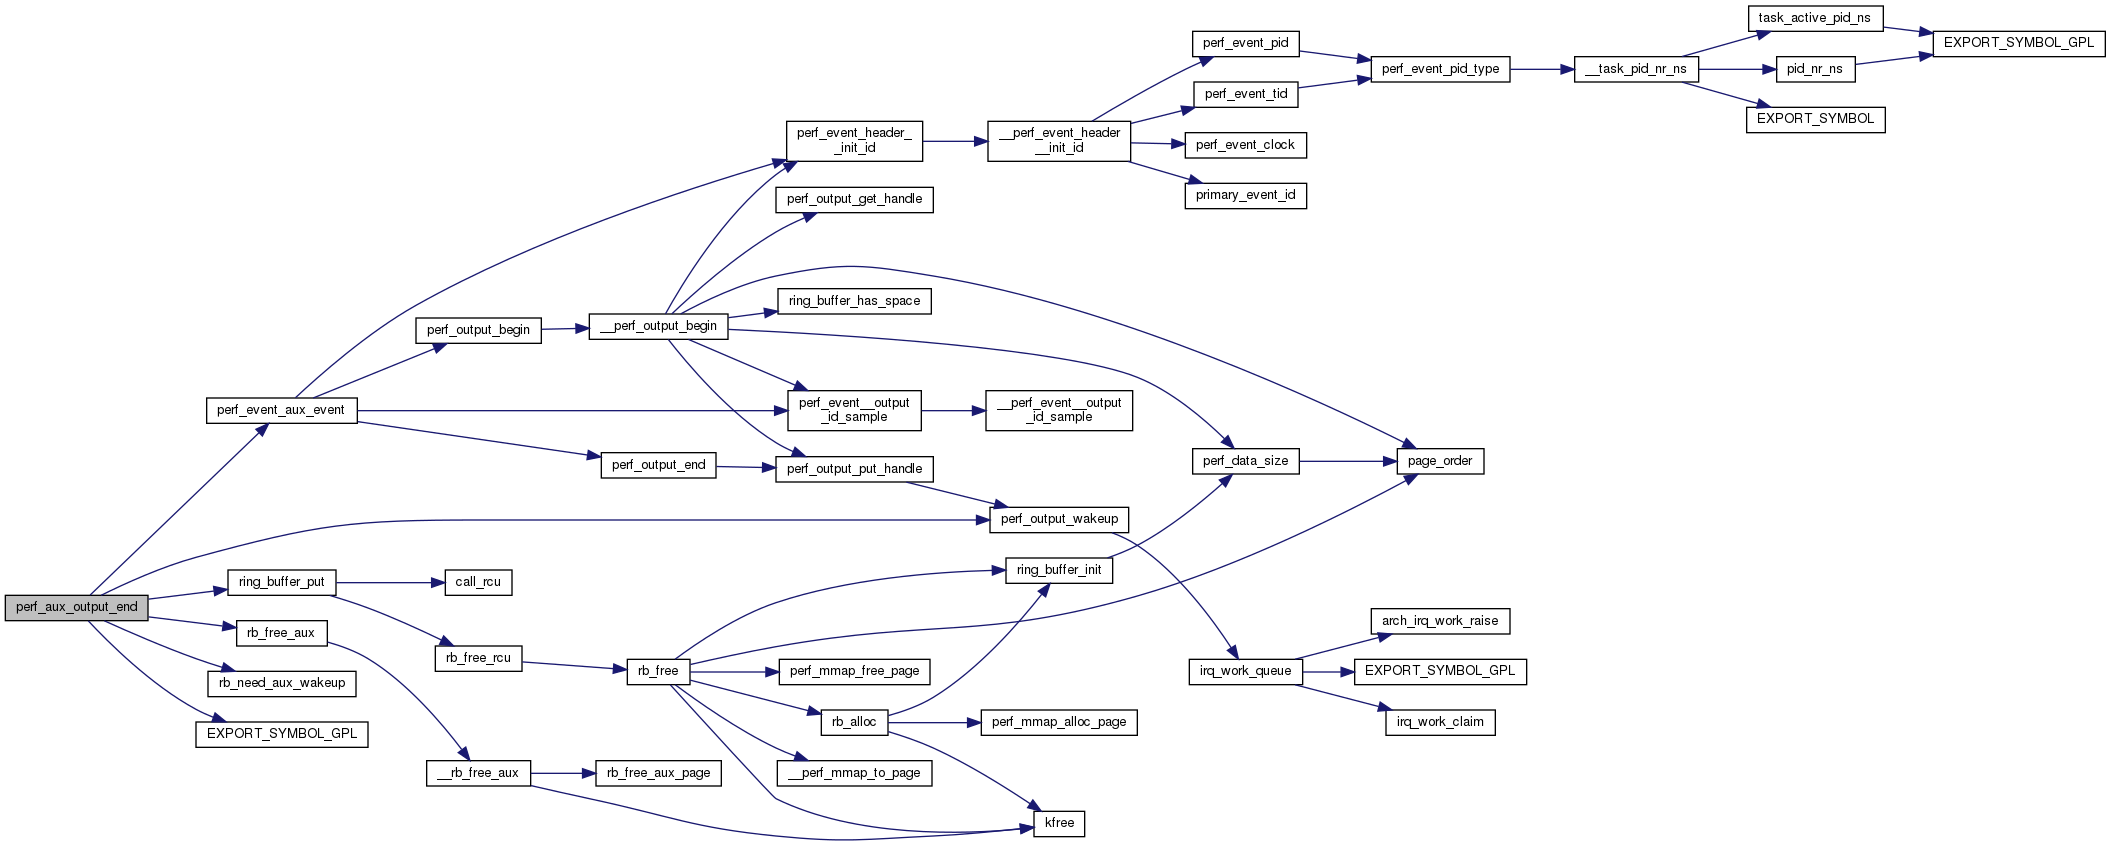 task_active_pid_ns
perf_event_pid
EXPORT_SYMBOL_GPL
perf_event_pid_type
__task_pid_nr_ns
pid_nr_ns
perf_event_tid
EXPORT_SYMBOL
perf_event_header_
_init_id
__perf_event_header
__init_id
perf_event_clock
primary_event_id
perf_output_get_handle
ring_buffer_has_space
perf_output_begin
__perf_output_begin
perf_event_aux_event
perf_event__output
_id_sample
__perf_event__output
_id_sample
perf_output_end
perf_output_put_handle
perf_data_size
page_order
perf_output_wakeup
ring_buffer_init
ring_buffer_put
call_rcu
perf_aux_output_end
rb_free_aux
arch_irq_work_raise
rb_free_rcu
rb_free
perf_mmap_free_page
irq_work_queue
EXPORT_SYMBOL_GPL
rb_need_aux_wakeup
rb_alloc
perf_mmap_alloc_page
irq_work_claim
EXPORT_SYMBOL_GPL
__rb_free_aux
rb_free_aux_page
__perf_mmap_to_page
kfree